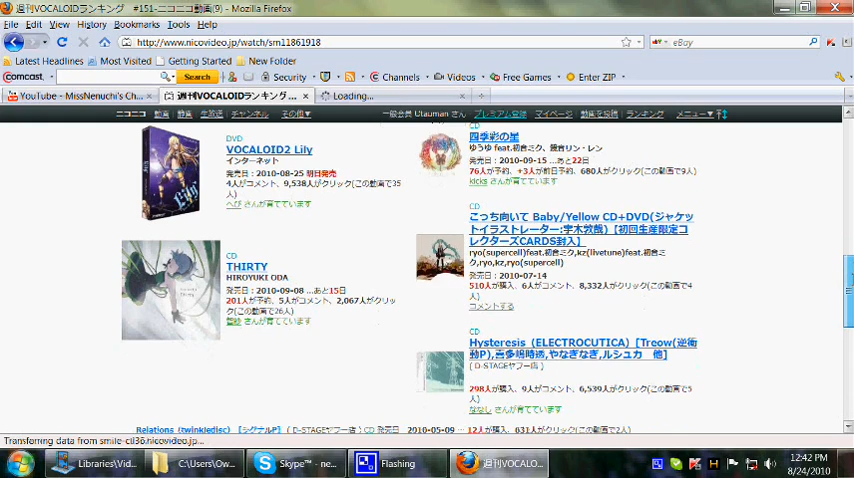 週刊VOCALOIDランキング #151-ニコニコ動画(9) - Mozilla Firefox
File Edit View History Bookmarks Tools Help
http://www.nicovideo.jp/watch/sm11861918
eBay
Latest Headlines Most Visited Getting Started New Folder
Comcast Search Security Channels Videos Free Games Enter ZIP
YouTube - MissNenuchi's Ch... 週刊VOCALOIDランキング... Loading...
ニコニコ 動画 静画 生放送 チャンネル その他▼ 一般会員 Utauman さん プレミアム登録 マイページ 動画を投稿 ランキング メニュー▼
DVD
VOCALOID2 Lily
インターネット
発売日：2010-08-25 明日発売
4人がコメント、9,538人がクリック(この動画で35
人)
へび さんが育てています
CD
THIRTY
HIROYUKI ODA
発売日：2010-09-08 …あと15日
201人が予約、5人がコメント、2,067人がクリッ
ク(この動画で26人)
さんが育てています
CD
四季彩の星
ゆうゆ feat.初音ミク、鏡音リン・レン
発売日：2010-09-15 …あと22日
76人が予約、+3人が前日予約、680人がクリック(この動画で9人)
kicks さんが育てています
CD
こっち向いて Baby/Yellow CD+DVD(ジャケッ
トイラストレーター:宇木敦哉)【初回生産限定コ
レクターズCARDS封入】
ryo(supercell)feat.初音ミク,kz(livetune)feat.初音ミ
ク,ryo,kz,ryo(supercell)
発売日：2010-07-14
510人が購入、6人がコメント、8,332人がクリック(この動画で4
人)
コメントする
CD
Hysteresis (ELECTROCUTICA) [Treow(逆衝
動P),喜多嶋時透,やなぎなぎ,ルシュカ 他]
( D-STAGEヤフー店 )
298人が購入、9人がコメント、6,539人がクリック(この動画で5
人)
ななし さんが育てています
Relations (twinkledisc) [シグナルP] ( D-STAGEヤフー店 ) CD 発売日 2010-05-09 … 12人が購入、631人がクリック(この動画で2人)
Transferring data from smile-cll36.nicovideo.jp...
Libraries\Vid... C:\Users\Ow... Skype™ - ne... Flashing 週刊VOCALO...
12:42 PM
8/24/2010